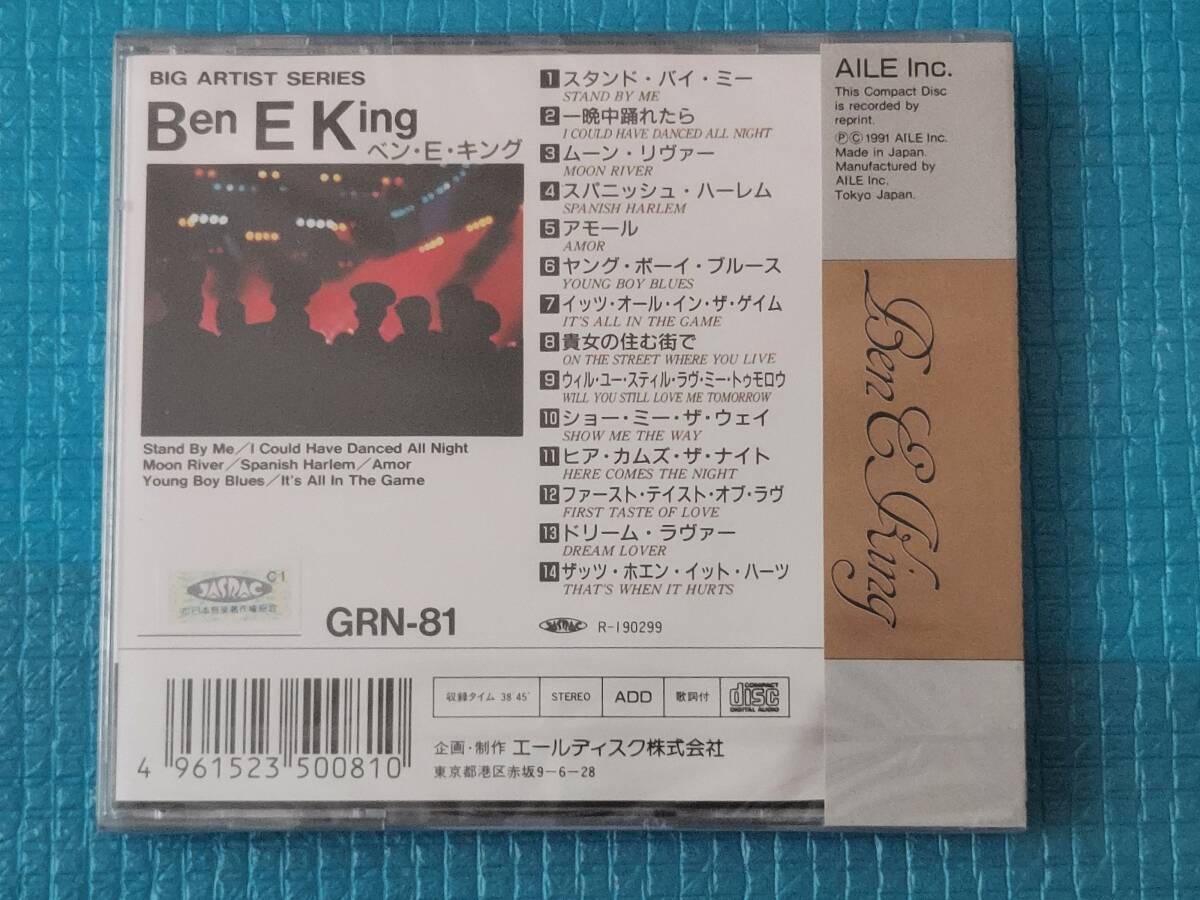 BIG ARTIST SERIES
Ben E King
ベン・E・キング
Stand By Me／I Could Have Danced All Night
Moon River／Spanish Harlem／Amor
Young Boy Blues／It's All In The Game
JASRAC
C1
GRN-81
1 スタンド・バイ・ミー
STAND BY ME
2 一晩中踊れたら
I COULD HAVE DANCED ALL NIGHT
3 ムーン・リヴァー
MOON RIVER
4 スパニッシュ・ハーレム
SPANISH HARLEM
5 アモール
AMOR
6 ヤング・ボーイ・ブルース
YOUNG BOY BLUES
7 イッツ・オール・イン・ザ・ゲイム
IT'S ALL IN THE GAME
8 貴女の住む街で
ON THE STREET WHERE YOU LIVE
9 ウィル・ユー・スティル・ラヴ・ミー・トゥモロウ
WILL YOU STILL LOVE ME TOMORROW
10 ショー・ミー・ザ・ウェイ
SHOW ME THE WAY
11 ヒア・カムズ・ザ・ナイト
HERE COMES THE NIGHT
12 ファースト・テイスト・オブ・ラヴ
FIRST TASTE OF LOVE
13 ドリーム・ラヴァー
DREAM LOVER
14 ザッツ・ホエン・イット・ハーツ
THAT'S WHEN IT HURTS
JASRAC R-190299
4 961523 500810
収録タイム 38'45"
STEREO
ADD
歌詞付
COMPACT
disc
DIGITAL AUDIO
企画・制作 エールディスク株式会社
東京都港区赤坂9-6-28
AILE Inc.
This Compact Disc
is recorded by
reprint.
ⓅⒸ 1991 AILE Inc.
Made in Japan.
Manufactured by
AILE Inc.
Tokyo Japan.
Ben E King